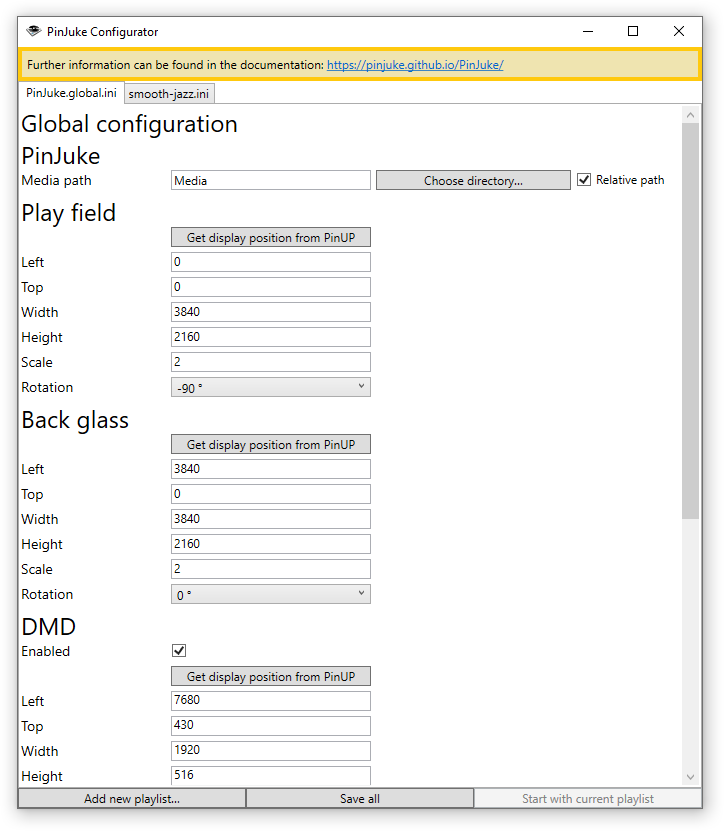 PinJuke Configurator
Further information can be found in the documentation: https://pinjuke.github.io/PinJuke/
PinJuke.global.ini smooth-jazz.ini
Global configuration
PinJuke
Media path Media Choose directory... Relative path
Play field
Get display position from PinUP
Left 0
Top 0
Width 3840
Height 2160
Scale 2
Rotation -90 °
Back glass
Get display position from PinUP
Left 3840
Top 0
Width 3840
Height 2160
Scale 2
Rotation 0 °
DMD
Enabled
Get display position from PinUP
Left 7680
Top 430
Width 1920
Height 516
Add new playlist... Save all Start with current playlist